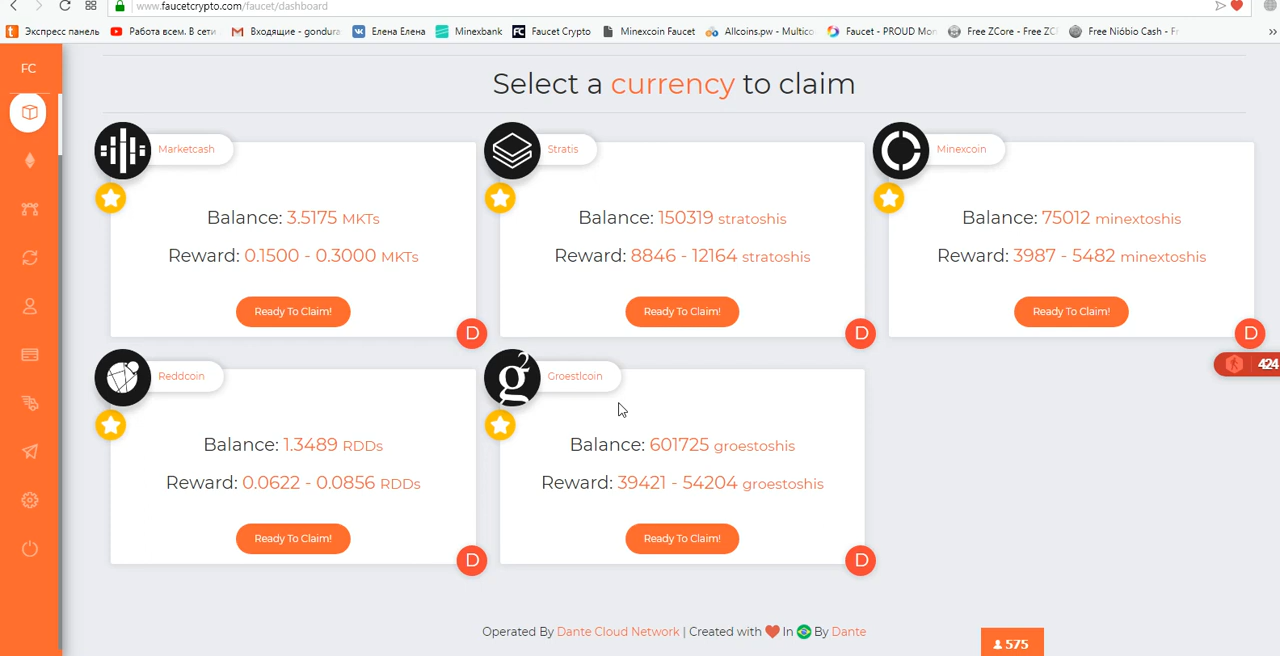 www.faucetcrypto.com/faucet/dashboard
Экспресс панель Работа всем. В сети Входящие - gondura Елена Елена Minexbank FC Faucet Crypto Minexcoin Faucet Allcoins.pw - Multico Faucet - PROUD Mon Free ZCore - Free ZC Free Nióbio Cash - Fr »
FC
Select a currency to claim
Marketcash
Balance: 3.5175 MKTs
Reward: 0.1500 - 0.3000 MKTs
Ready To Claim!
D
Stratis
Balance: 150319 stratoshis
Reward: 8846 - 12164 stratoshis
Ready To Claim!
D
Minexcoin
Balance: 75012 minextoshis
Reward: 3987 - 5482 minextoshis
Ready To Claim!
D
424
Reddcoin
Balance: 1.3489 RDDs
Reward: 0.0622 - 0.0856 RDDs
Ready To Claim!
D
g2
Groestlcoin
Balance: 601725 groestoshis
Reward: 39421 - 54204 groestoshis
Ready To Claim!
D
Operated By Dante Cloud Network | Created with In By Dante
575